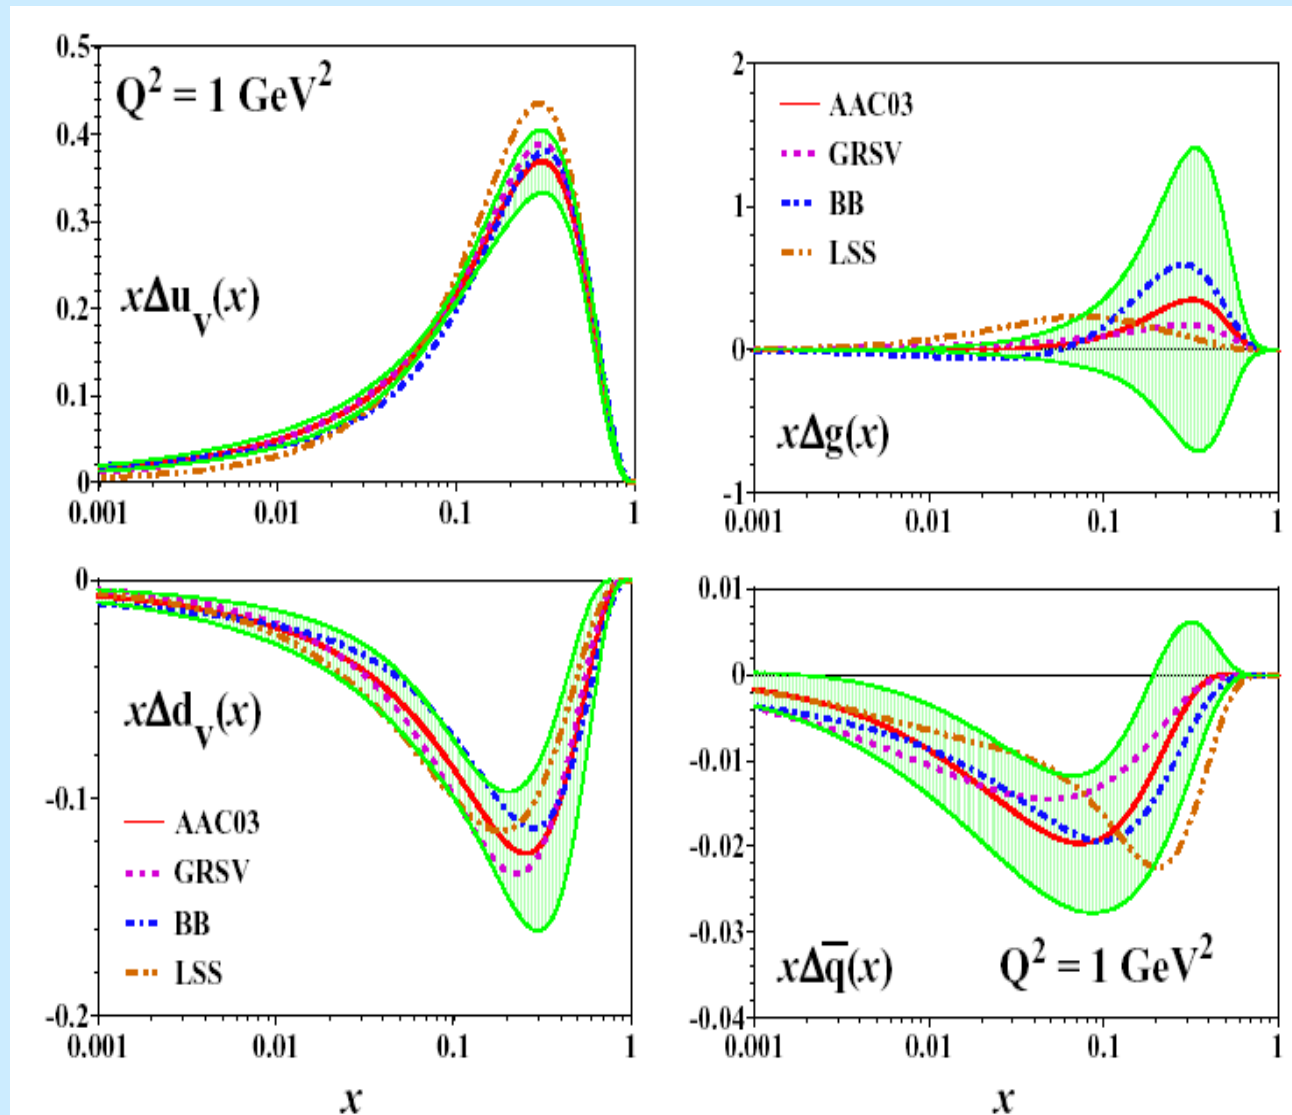 Q² = 1 GeV²
xΔu_v(x)
0.5
0.4
0.3
0.2
0.1
0
0.001 0.01 0.1 1
2
1
0
-1
AAC03
GRSV
BB
LSS
xΔg(x)
0.001 0.01 0.1 1
0
-0.1
-0.2
xΔd_v(x)
AAC03
GRSV
BB
LSS
0.001 0.01 0.1 1
x
0.01
0
-0.01
-0.02
-0.03
-0.04
xΔq̅(x) Q² = 1 GeV²
0.001 0.01 0.1 1
x